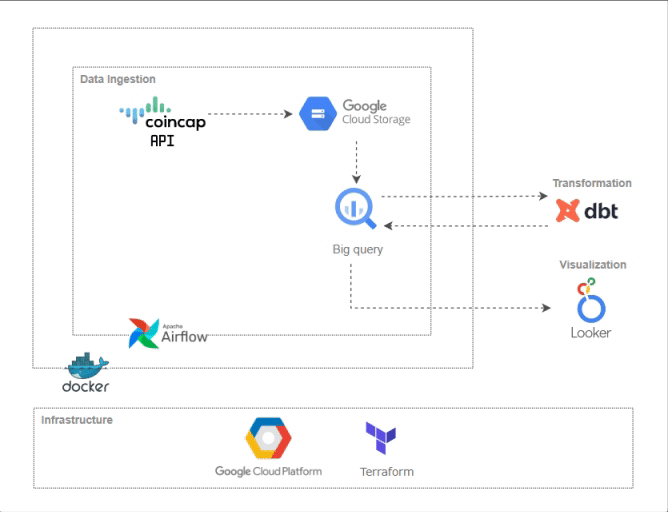 Data Ingestion
coincap
API
Google
Cloud Storage
Transformation
dbt
Big query
Visualization
Looker
Apache
Airflow
docker
Infrastructure
Google Cloud Platform
Terraform